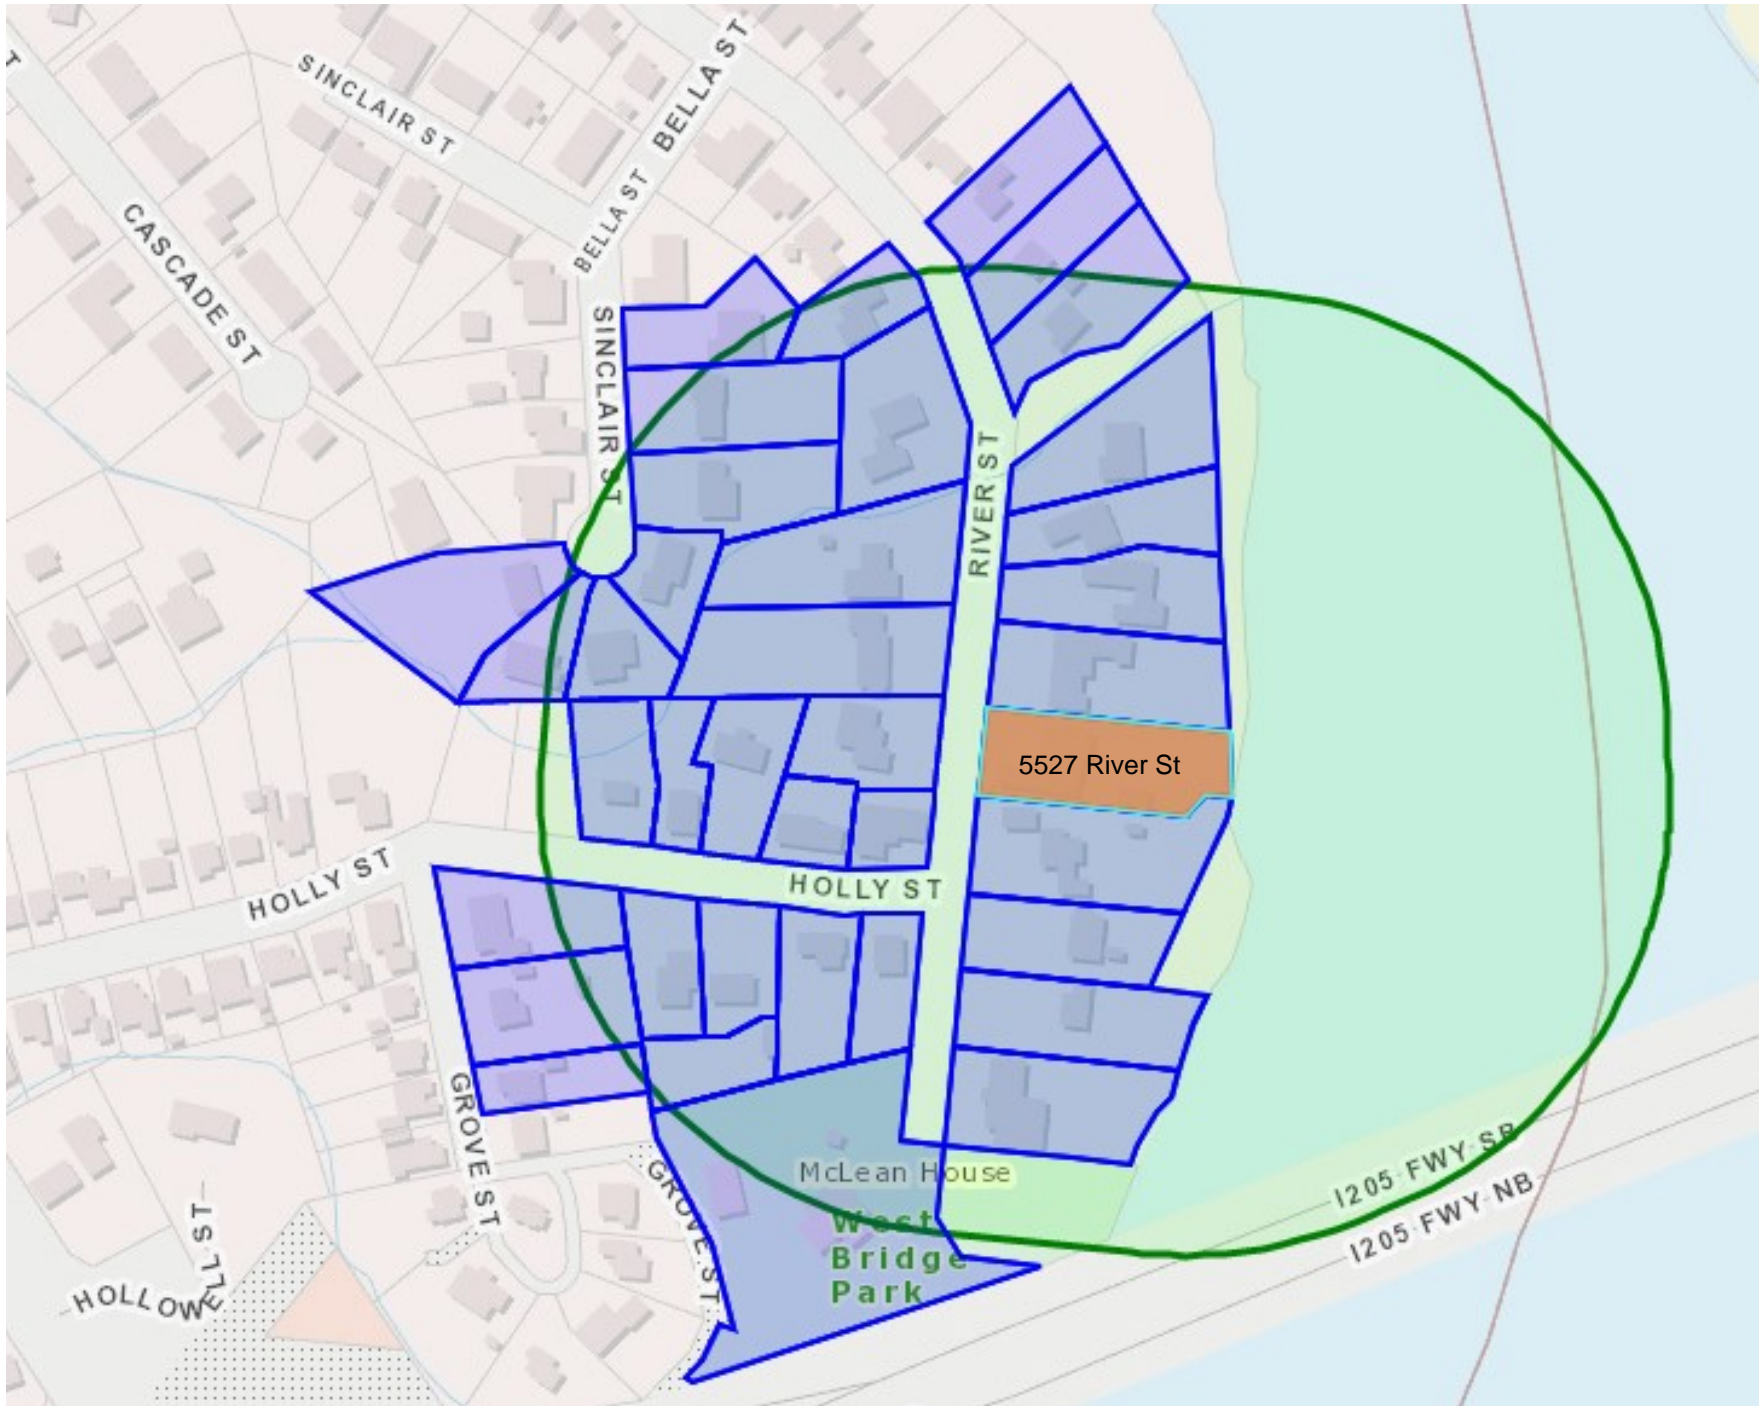 T
SINCLAIR ST
BELLA ST
BELLA ST
CASCADE ST
SINCLAIR ST
RIVER ST
5527 River St
HOLLY ST
HOLLY ST
GROVE ST
GROVE ST
McLean House
West
Bridge
Park
I205 FWY SB
I205 FWY NB
HOLLOWELL ST